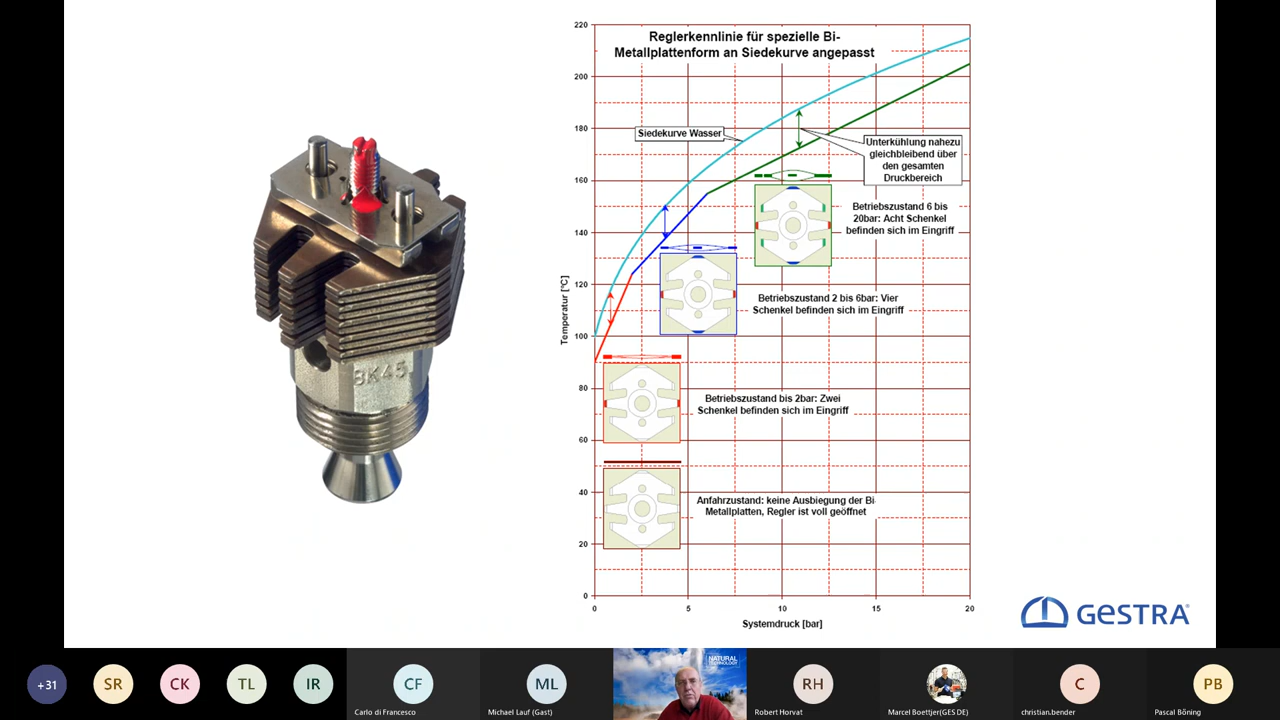 Reglerkennlinie für spezielle Bi-
Metallplattenform an Siedekurve angepasst
220
200
180
160
140
120
100
80
60
40
20
0
Temperatur [°C]
0
5
10
15
20
Systemdruck [bar]
Siedekurve Wasser
Unterkühlung nahezu
gleichbleibend über
den gesamten
Druckbereich
Betriebszustand 6 bis
20bar: Acht Schenkel
befinden sich im Eingriff
Betriebszustand 2 bis 6bar: Vier
Schenkel befinden sich im Eingriff
Betriebszustand bis 2bar: Zwei
Schenkel befinden sich im Eingriff
Anfahrzustand: keine Ausbiegung der Bi-
Metallplatten, Regler ist voll geöffnet
BK45
GESTRA
+31
SR
CK
TL
IR
CF
Carlo di Francesco
ML
Michael Lauf (Gast)
NATURAL
TECHNOLOGY
RH
Robert Horvat
Marcel Boettjer(GES DE)
C
christian.bender
PB
Pascal Böning